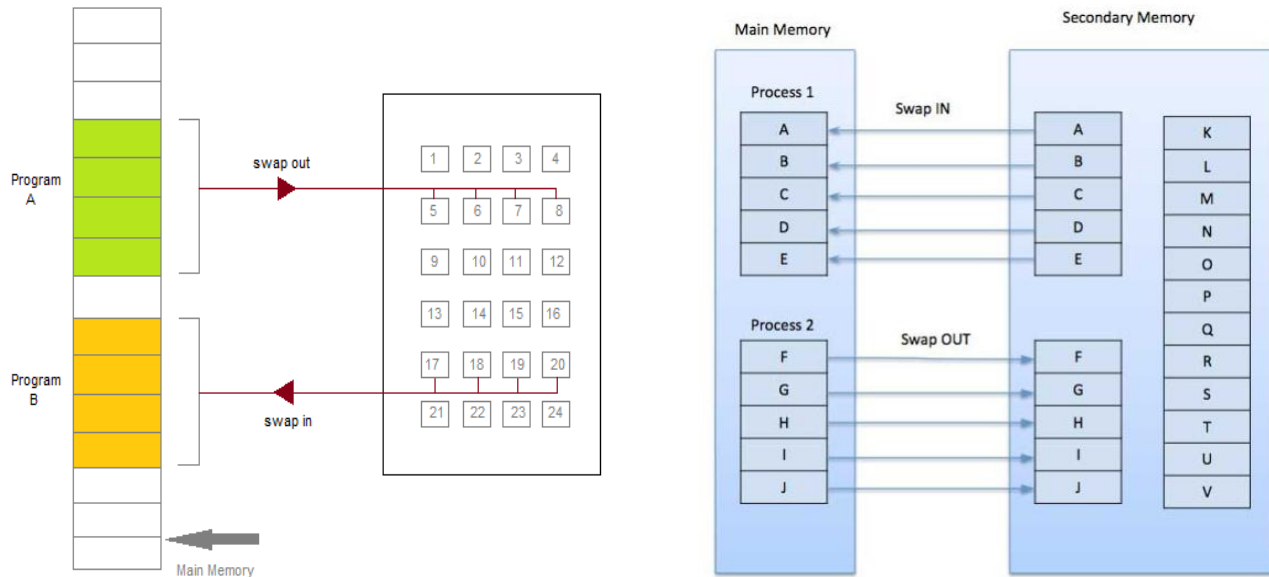 Program
A
swap out
1 2 3 4
5 6 7 8
9 10 11 12
13 14 15 16
17 18 19 20
21 22 23 24
Program
B
swap in
Main Memory
Main Memory
Secondary Memory
Process 1
Swap IN
A
B
C
D
E
A
B
C
D
E
Process 2
Swap OUT
F
G
H
I
J
F
G
H
I
J
K
L
M
N
O
P
Q
R
S
T
U
V